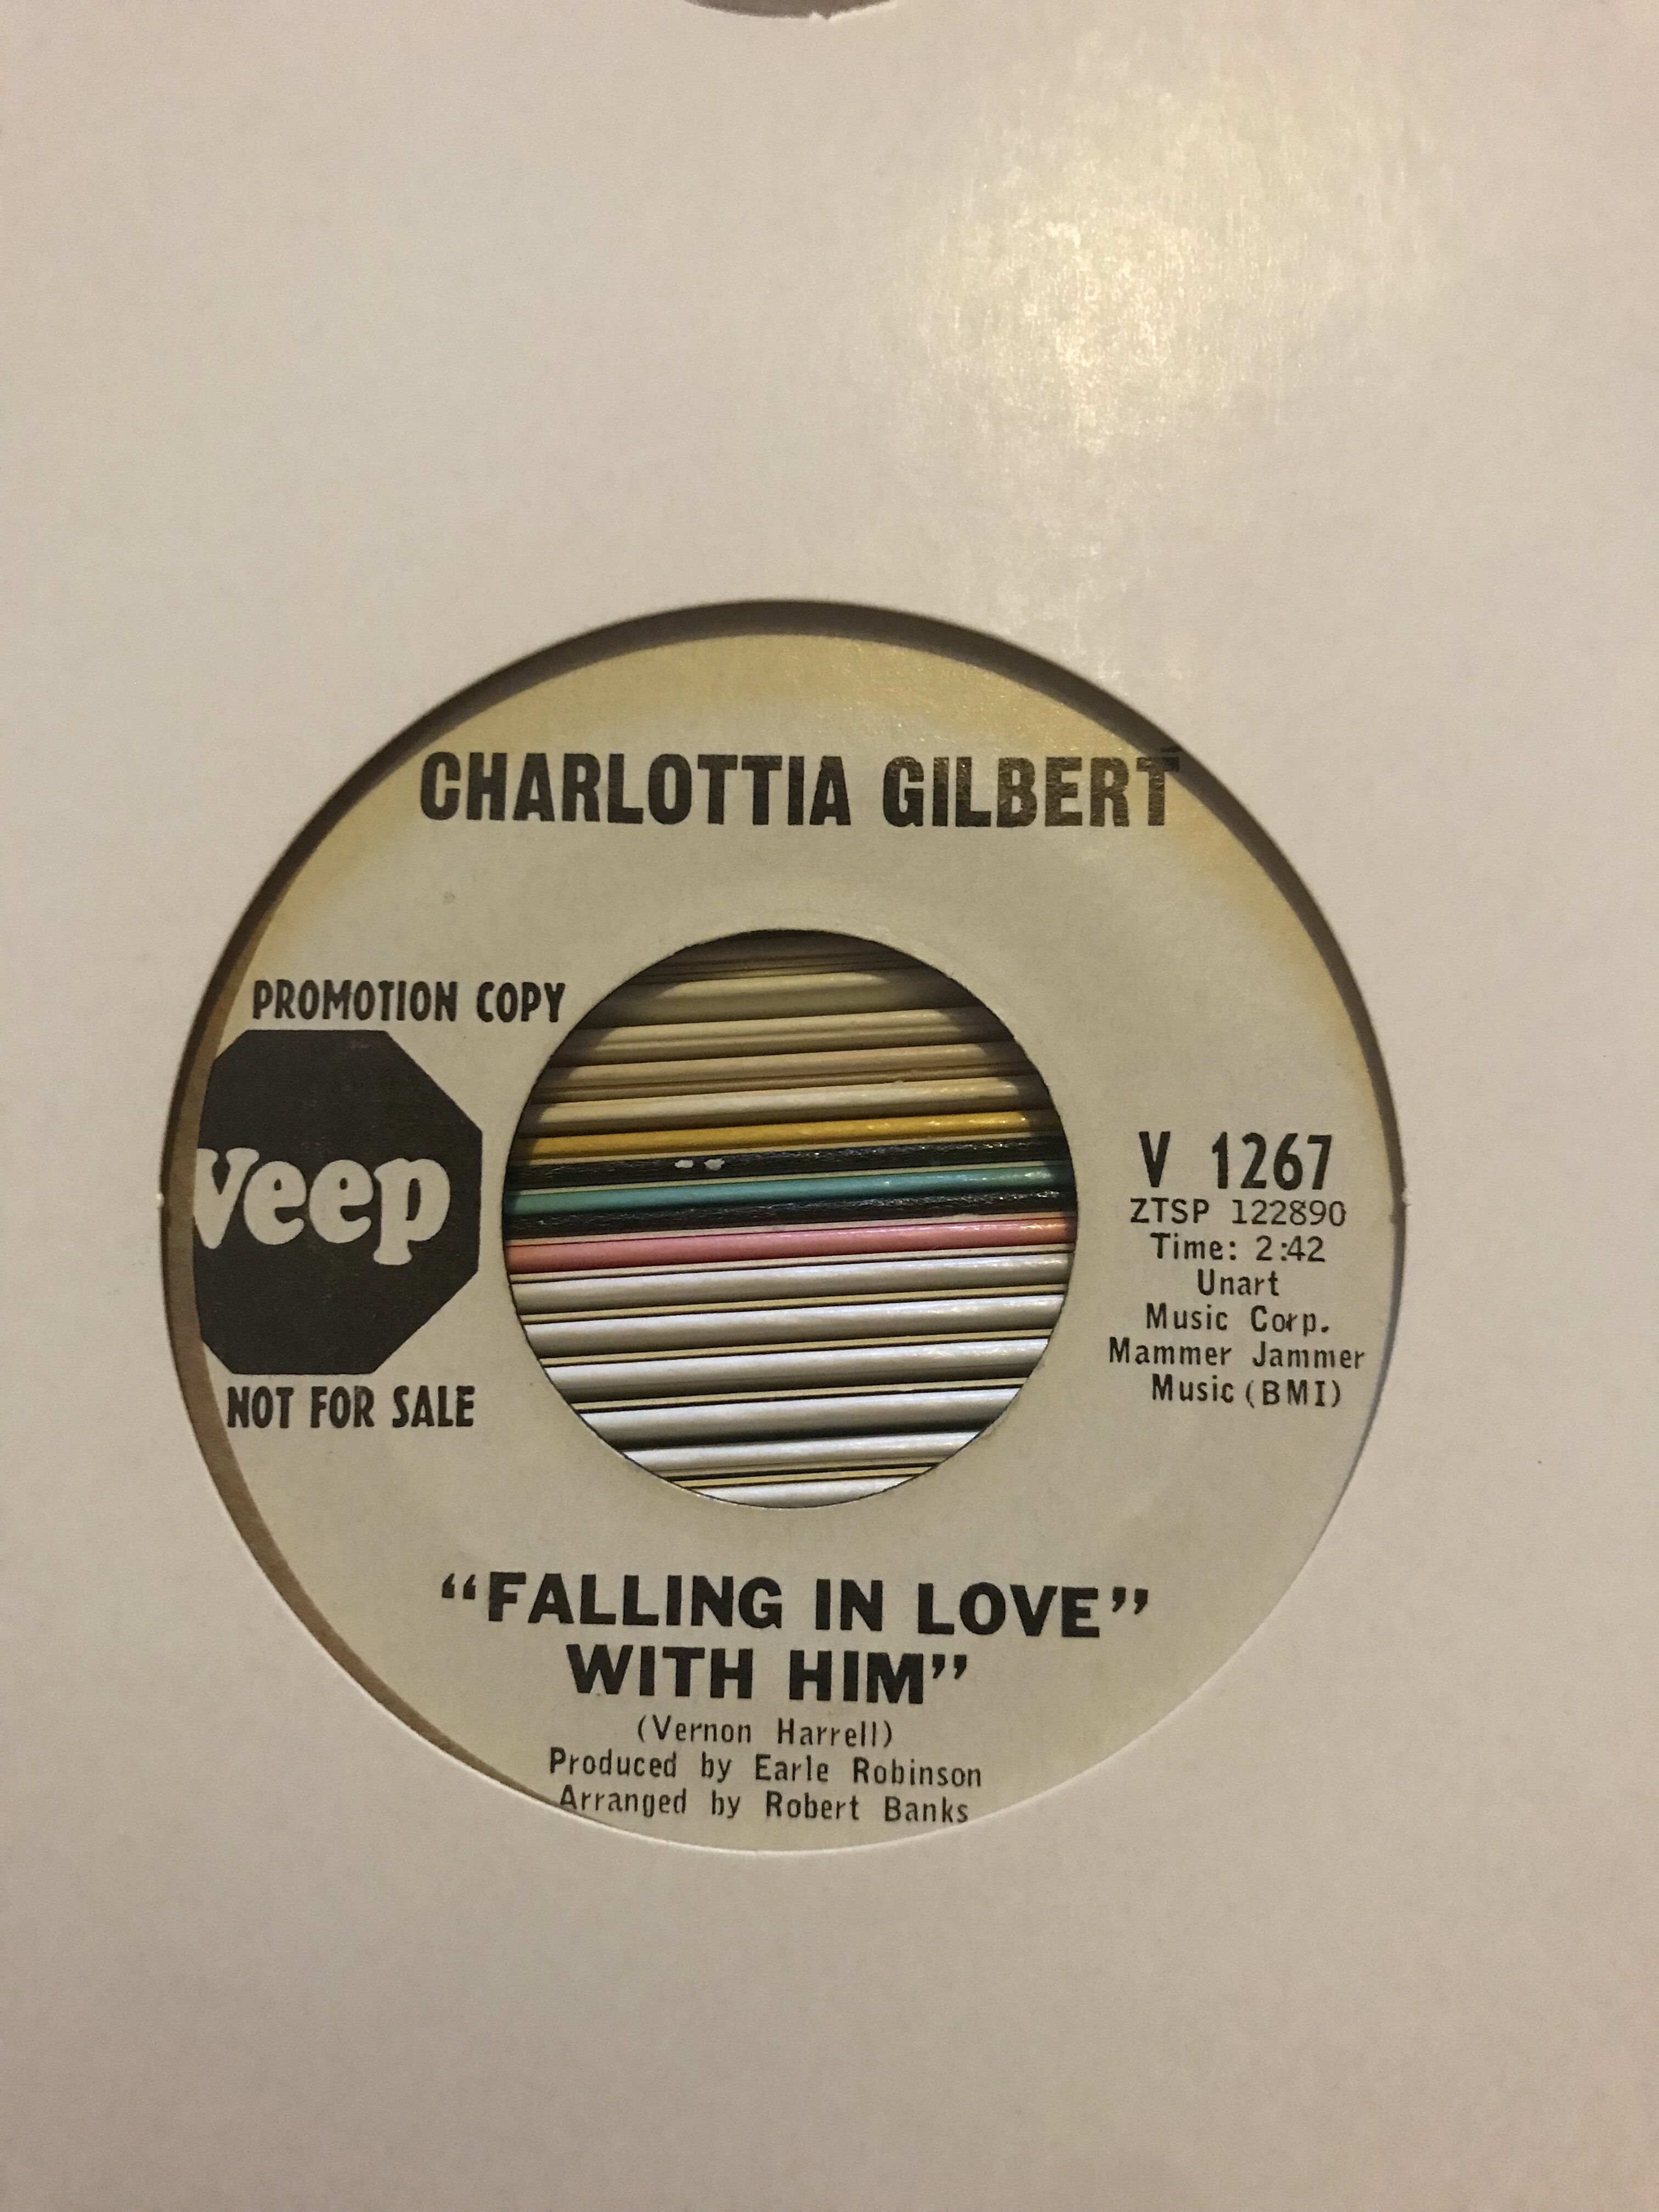 CHARLOTTIA GILBERT
PROMOTION COPY
veep
NOT FOR SALE
V 1267
ZTSP 122890
Time: 2:42
Unart
Music Corp.
Mammer Jammer
Music (BMI)
“FALLING IN LOVE”
WITH HIM”
(Vernon Harrell)
Produced by Earle Robinson
Arranged by Robert Banks